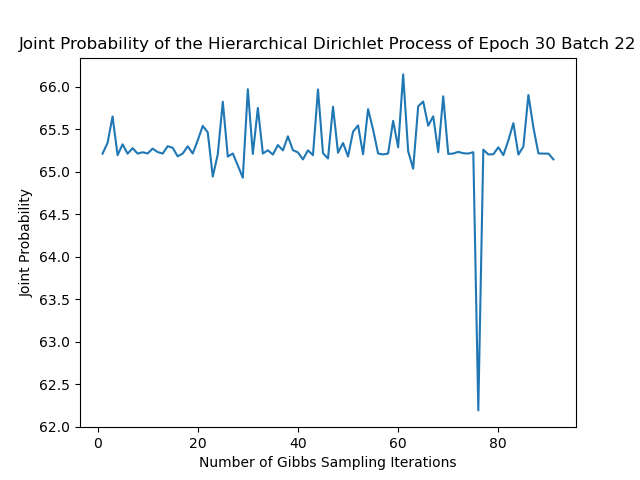 Joint Probability of the Hierarchical Dirichlet Process of Epoch 30 Batch 22
66.0
65.5
65.0
64.5
64.0
63.5
63.0
62.5
62.0
Joint Probability
0 20 40 60 80
Number of Gibbs Sampling Iterations